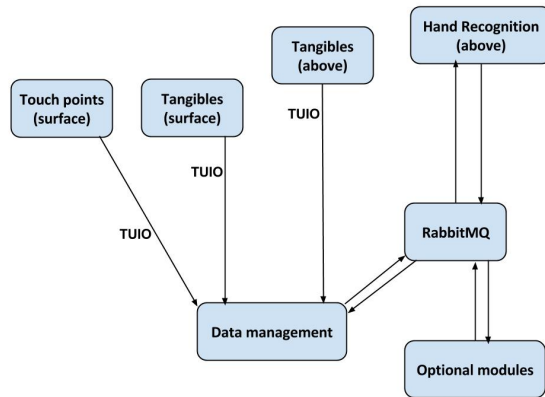 Hand Recognition
(above)
Tangibles
(above)
Touch points
(surface)
Tangibles
(surface)
TUIO
TUIO
TUIO
RabbitMQ
Data management
Optional modules